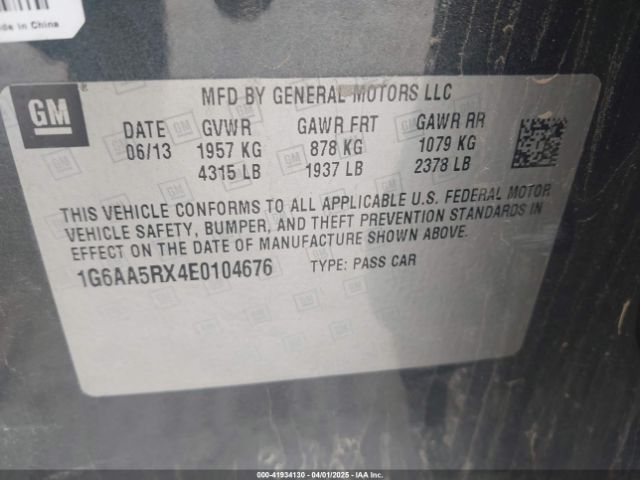 de in China
GM
MFD BY GENERAL MOTORS LLC
DATE GVWR GAWR FRT GAWR RR
06/13 1957 KG 878 KG 1079 KG
4315 LB 1937 LB 2378 LB
THIS VEHICLE CONFORMS TO ALL APPLICABLE U.S. FEDERAL MOTOR
VEHICLE SAFETY, BUMPER, AND THEFT PREVENTION STANDARDS IN
EFFECT ON THE DATE OF MANUFACTURE SHOWN ABOVE.
1G6AA5RX4E0104676 TYPE: PASS CAR
000-41934130 - 04/01/2025 - IAAI.COM